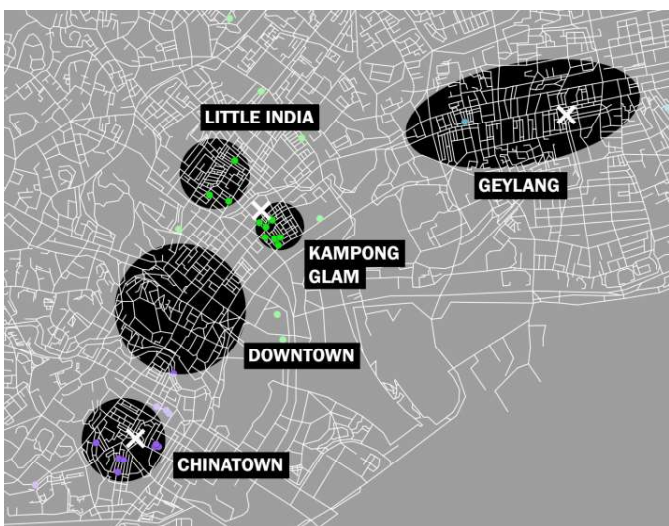 LITTLE INDIA
GEYLANG
KAMPONG
GLAM
DOWNTOWN
CHINATOWN